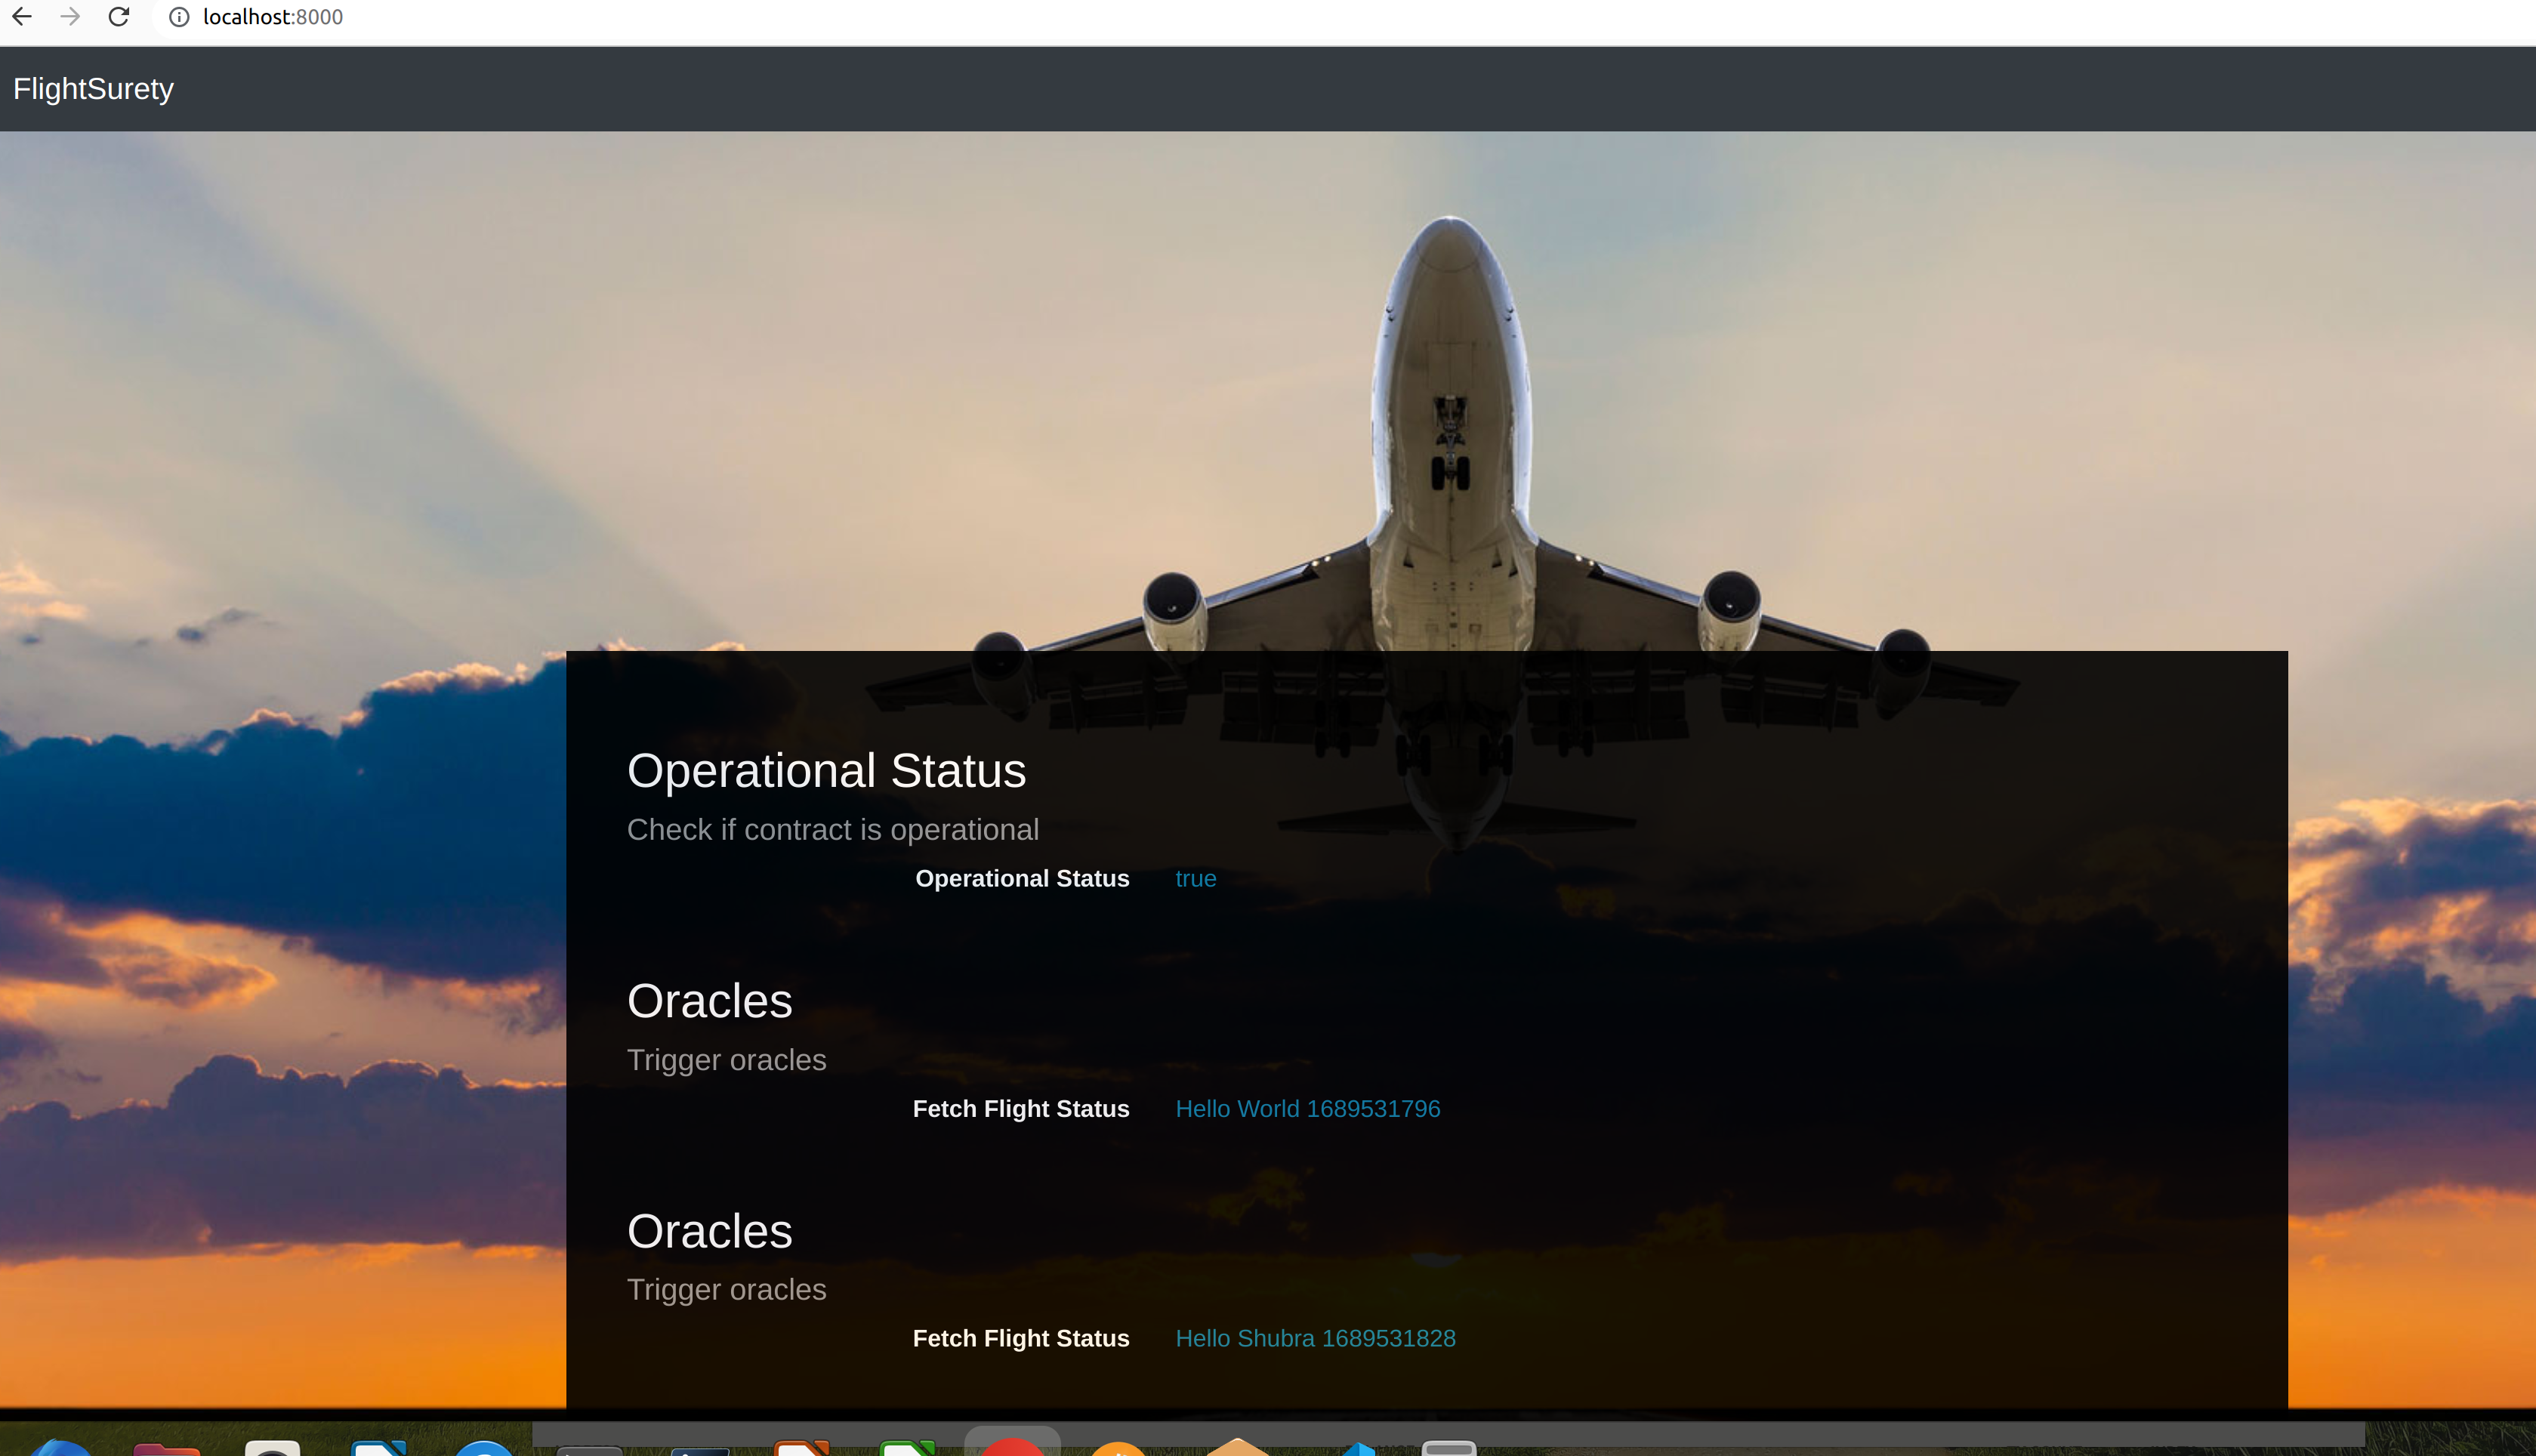 localhost:8000
FlightSurety
Operational Status
Check if contract is operational
Operational Status true
Oracles
Trigger oracles
Fetch Flight Status Hello World 1689531796
Oracles
Trigger oracles
Fetch Flight Status Hello Shubra 1689531828